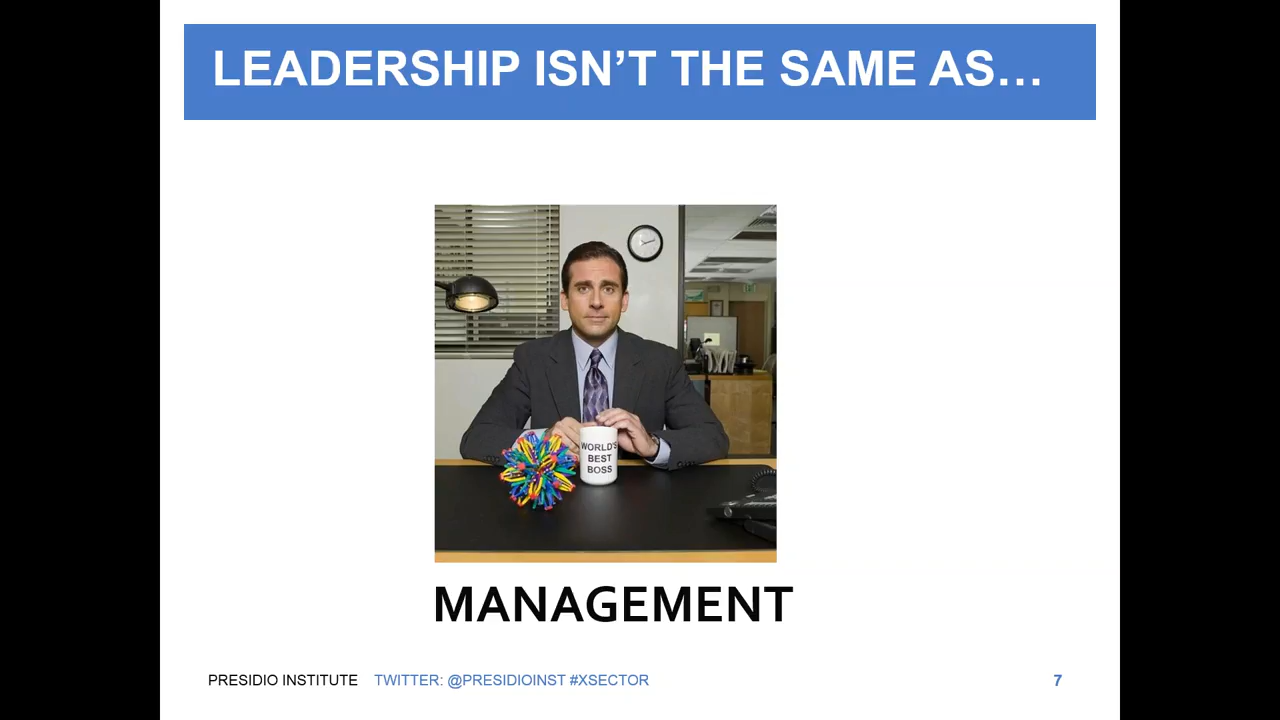 LEADERSHIP ISN’T THE SAME AS…
WORLD'S
BEST
BOSS
MANAGEMENT
PRESIDIO INSTITUTE TWITTER: @PRESIDIOINST #XSECTOR 7